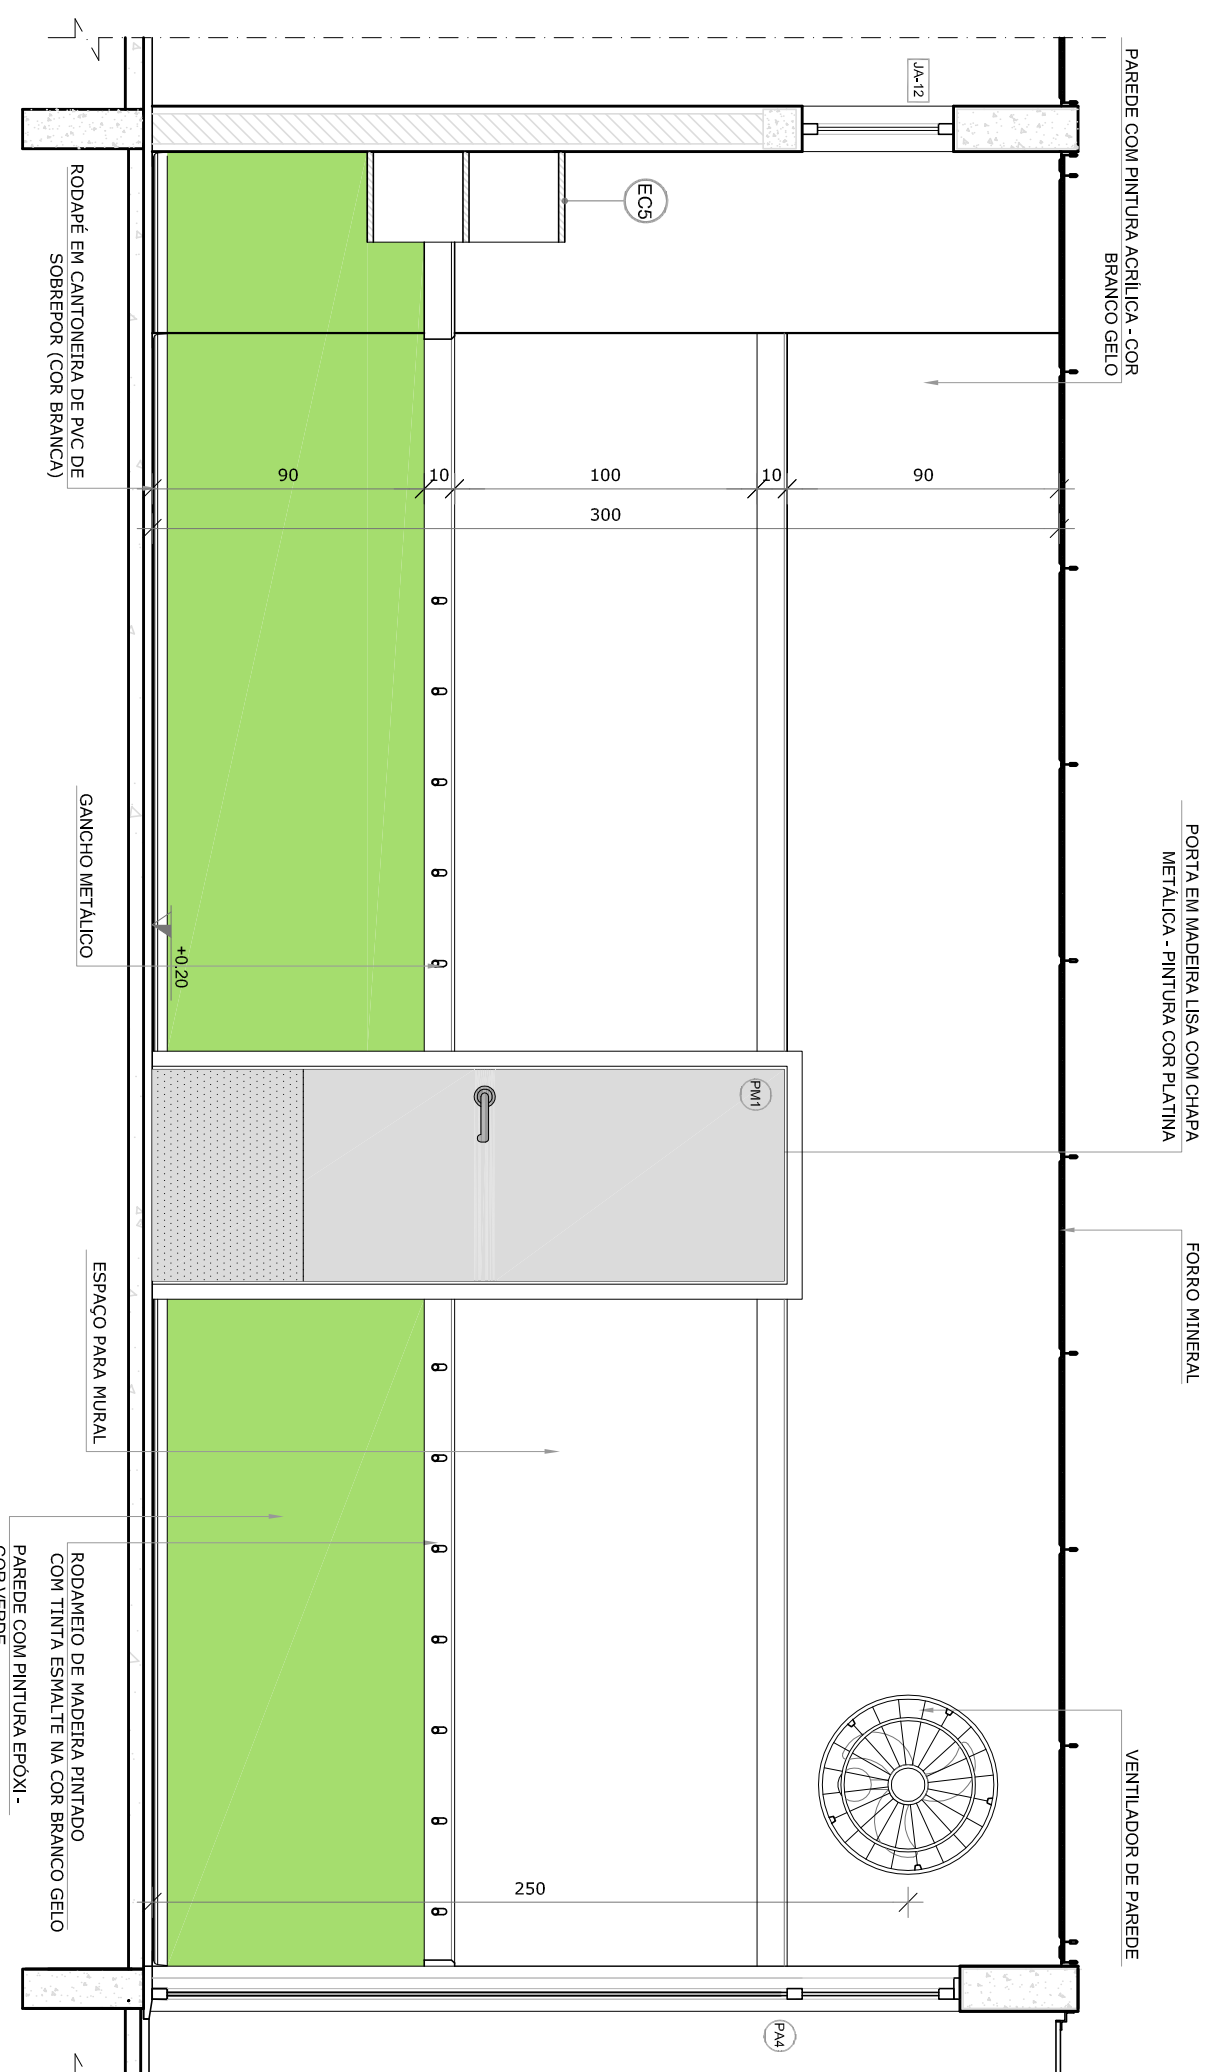 PAREDE COM PINTURA ACRÍLICA - COR
BRANCO GELO
PORTA EM MADEIRA LISA COM CHAPA
METÁLICA - PINTURA COR PLATINA
FORRO MINERAL
VENTILADOR DE PAREDE
JA-12
EC5
90
10
100
10
90
300
+0.20
PM1
250
PA4
RODAPÉ EM CANTONEIRA DE PVC DE
SOBREPOR (COR BRANCA)
GANCHO METÁLICO
ESPAÇO PARA MURAL
RODAMEIO DE MADEIRA PINTADO
COM TINTA ESMALTE NA COR BRANCO GELO
PAREDE COM PINTURA EPÓXI -
COR VERDE